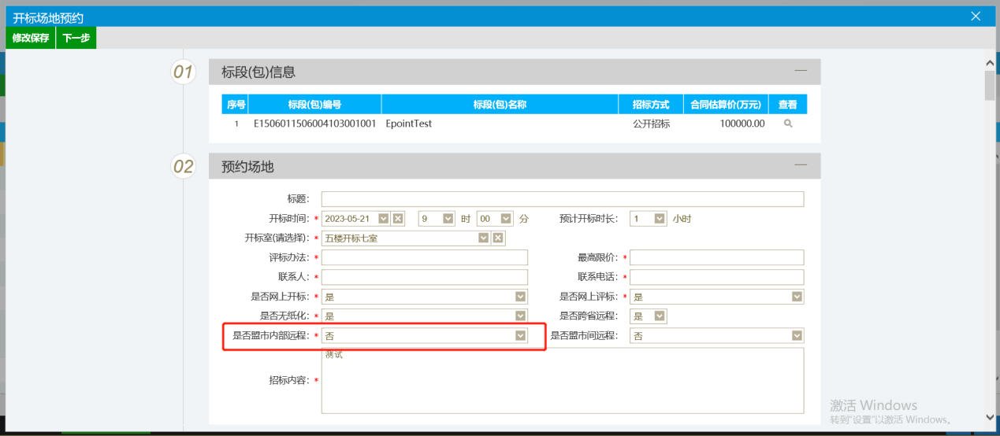 开标场地预约
修改保存 下一步
01 标段(包)信息
序号 标段(包)编号 标段(包)名称 招标方式 合同估算价(万元) 查看
1 E1506011506004103001001 EpointTest 公开招标 100000.00
02 预约场地
标题：
开标时间：* 2023-05-21 9 时 00 分 预计开标时长： 1 小时
开标室(请选择)：* 五楼开标七室
评标办法：* 最高限价：*
联系人：* 联系电话：*
是否网上开标：* 是 是否网上评标：* 是
是否无纸化：* 是 是否跨省远程： 是
是否盟市内部远程：* 否 是否盟市间远程： 否
测试
招标内容：*
激活 Windows
转到"设置"以激活 Windows。